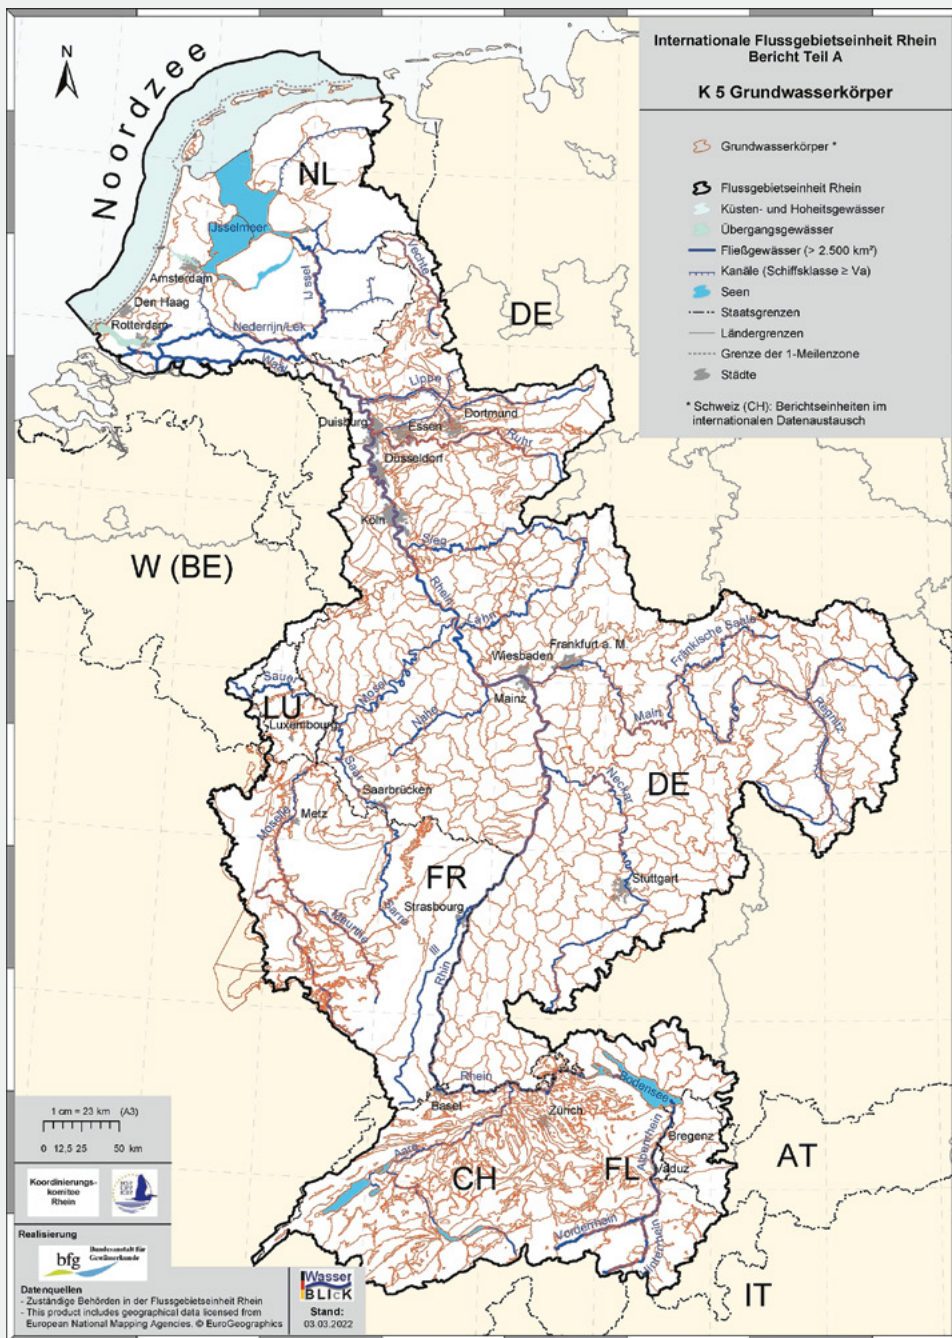 Internationale Flussgebietseinheit Rhein
Bericht Teil A
K 5 Grundwasserkörper
Grundwasserkörper *
Flussgebietseinheit Rhein
Küsten- und Hoheitsgewässer
Übergangsgewässer
Fließgewässer (> 2.500 km²)
Kanäle (Schiffsklasse ≥ Va)
Seen
Staatsgrenzen
Ländergrenzen
Grenze der 1-Meilenzone
Städte
* Schweiz (CH): Berichtseinheiten im
internationalen Datenaustausch
N
Noordzee
NL
IJsselmeer
Vechte
Amsterdam
IJssel
Den Haag
DE
Rotterdam
Nederrijn/Lek
Waal
Lippe
Dortmund
Duisburg
Essen
Ruhr
Düsseldorf
Köln
Sieg
W (BE)
Rhein
Lahn
Frankfurt a. M.
Fränkische Saale
Wiesbaden
Sauer
Mosel
LU
Mainz
Main
Regnitz
Luxembourg
Nahe
Saar
Neckar
DE
Saarbrücken
Moselle
Metz
FR
Stuttgart
Strasbourg
Sarre
Meurthe
Ill
Rhin
Rhein
Bodensee
Basel
Zürich
Alpenrhein
Bregenz
Aare
CH
FL
Vaduz
AT
Vorderrhein
Hinterrhein
IT
1 cm = 23 km (A3)
0 12,5 25 50 km
Koordinierungs-
komitee
Rhein
Realisierung
bfg
Bundesanstalt für
Gewässerkunde
Datenquellen
- Zuständige Behörden in der Flussgebietseinheit Rhein
- This product includes geographical data licensed from
European National Mapping Agencies. © EuroGeographics
Wasser
BLIcK
Stand:
03.03.2022